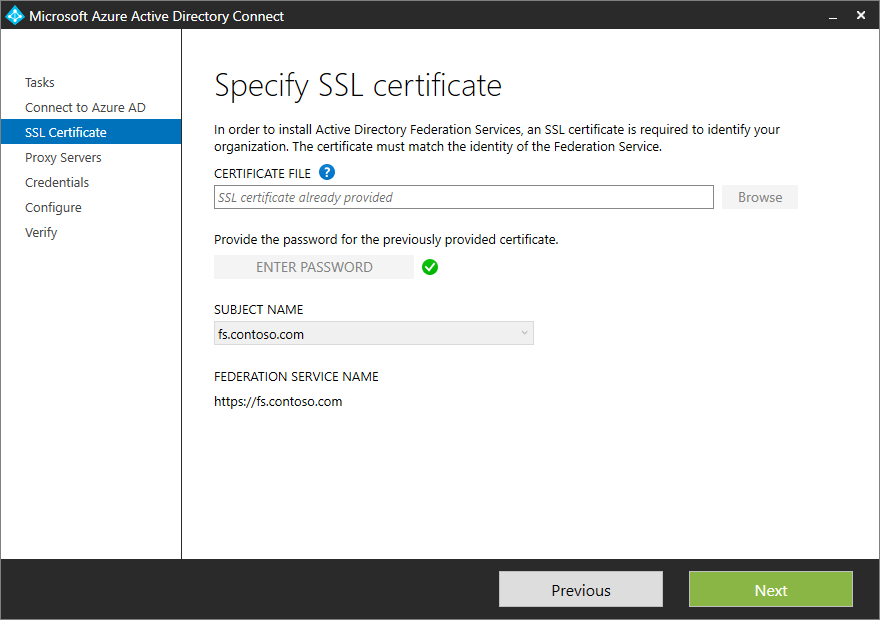 Microsoft Azure Active Directory Connect
Tasks
Connect to Azure AD
SSL Certificate
Proxy Servers
Credentials
Configure
Verify
Specify SSL certificate
In order to install Active Directory Federation Services, an SSL certificate is required to identify your
organization. The certificate must match the identity of the Federation Service.
CERTIFICATE FILE ?
SSL certificate already provided
Browse
Provide the password for the previously provided certificate.
ENTER PASSWORD
SUBJECT NAME
fs.contoso.com
FEDERATION SERVICE NAME
https://fs.contoso.com
Previous
Next